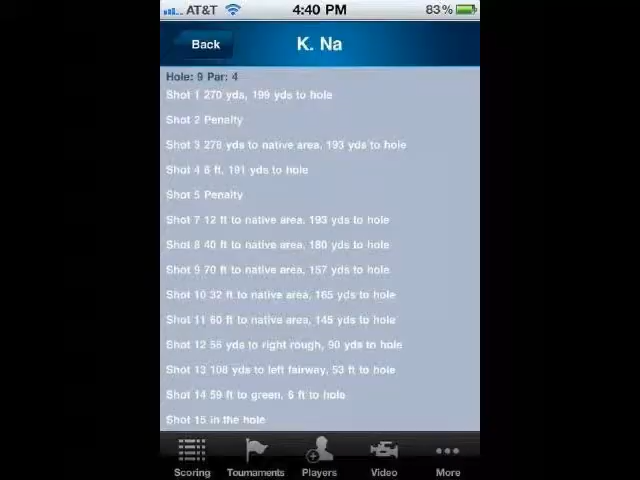 AT&T 4:40 PM 83%
Back K. Na
Hole: 9 Par: 4
Shot 1 270 yds, 199 yds to hole
Shot 2 Penalty
Shot 3 278 yds to native area, 193 yds to hole
Shot 4 6 ft, 191 yds to hole
Shot 5 Penalty
Shot 7 12 ft to native area, 193 yds to hole
Shot 8 40 ft to native area, 180 yds to hole
Shot 9 70 ft to native area, 157 yds to hole
Shot 10 32 ft to native area, 165 yds to hole
Shot 11 60 ft to native area, 145 yds to hole
Shot 12 56 yds to right rough, 90 yds to hole
Shot 13 108 yds to left fairway, 53 ft to hole
Shot 14 59 ft to green, 6 ft to hole
Shot 15 in the hole
Scoring Tournaments Players Video More